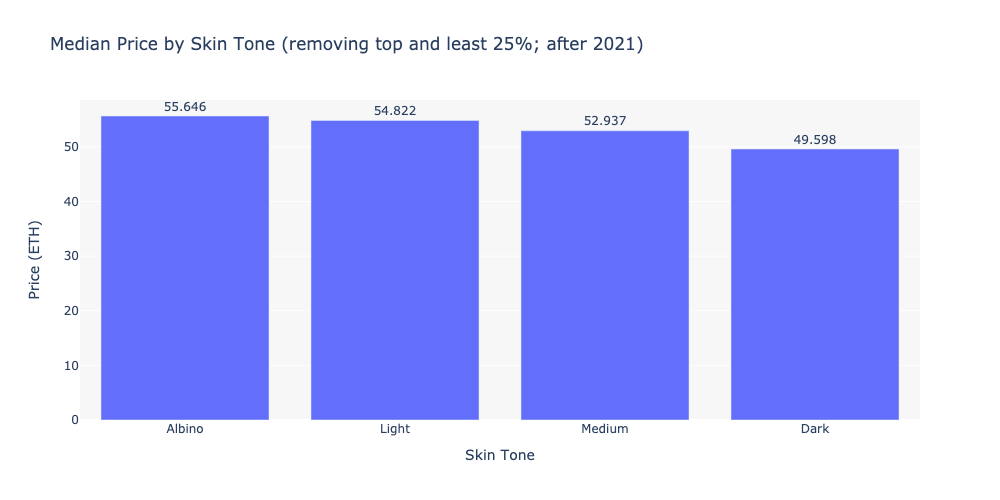 Median Price by Skin Tone (removing top and least 25%; after 2021)
55.646
54.822
52.937
49.598
50
40
30
20
10
0
Price (ETH)
Albino
Light
Medium
Dark
Skin Tone